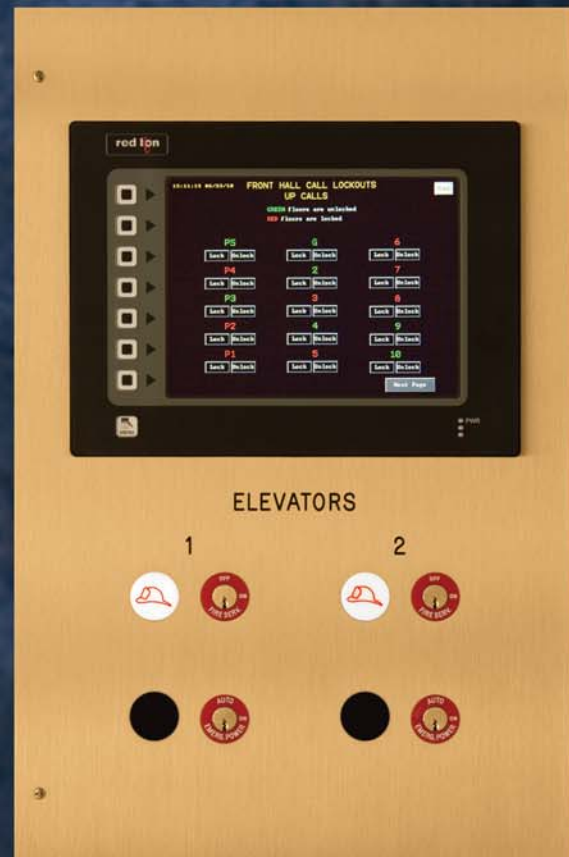 red lion
FRONT HALL CALL LOCKOUTS
UP CALLS
GREEN floors are unlocked
RED floors are locked
P5 G 6
Lock Unlock Lock Unlock Lock Unlock
P4 2 7
Lock Unlock Lock Unlock Lock Unlock
P3 3 8
Lock Unlock Lock Unlock Lock Unlock
P2 4 9
Lock Unlock Lock Unlock Lock Unlock
P1 5 10
Lock Unlock Lock Unlock Lock Unlock
Next Page
MENU
PWR
ELEVATORS
1 2
OFF ON FIRE SERV. OFF ON FIRE SERV.
AUTO ON EMERG. POWER AUTO ON EMERG. POWER